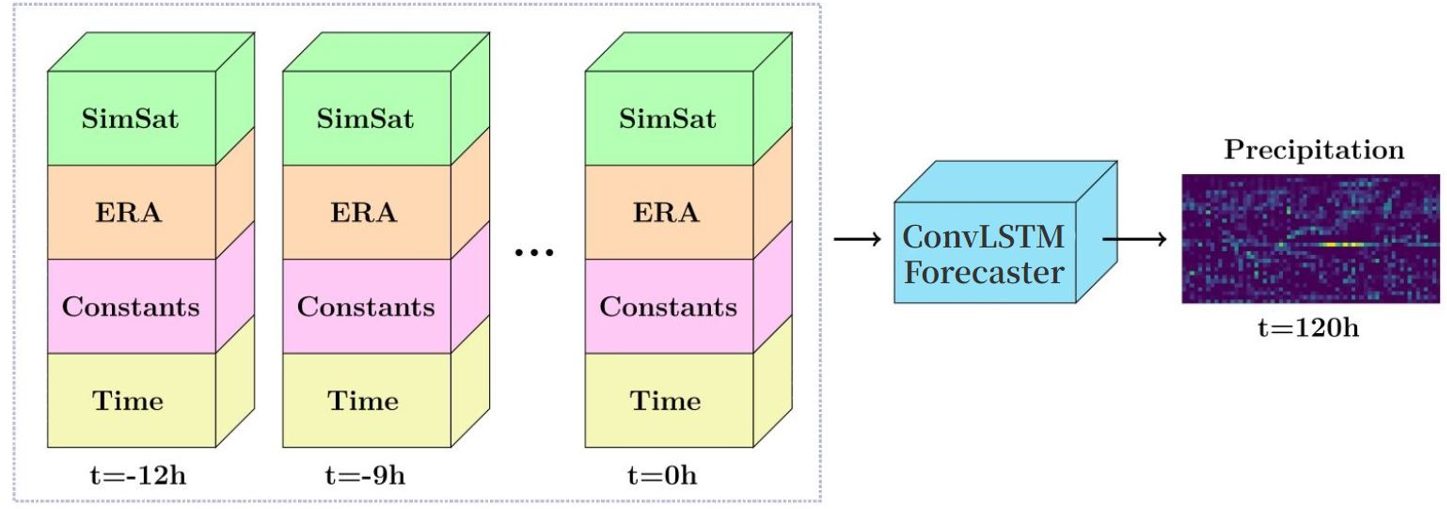 SimSat
ERA
Constants
Time
t=-12h
SimSat
ERA
Constants
Time
t=-9h
...
SimSat
ERA
Constants
Time
t=0h
ConvLSTM
Forecaster
Precipitation
t=120h